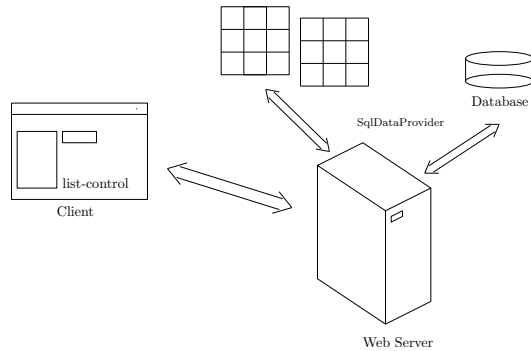 Database
SqlDataProvider
list-control
Client
Web Server